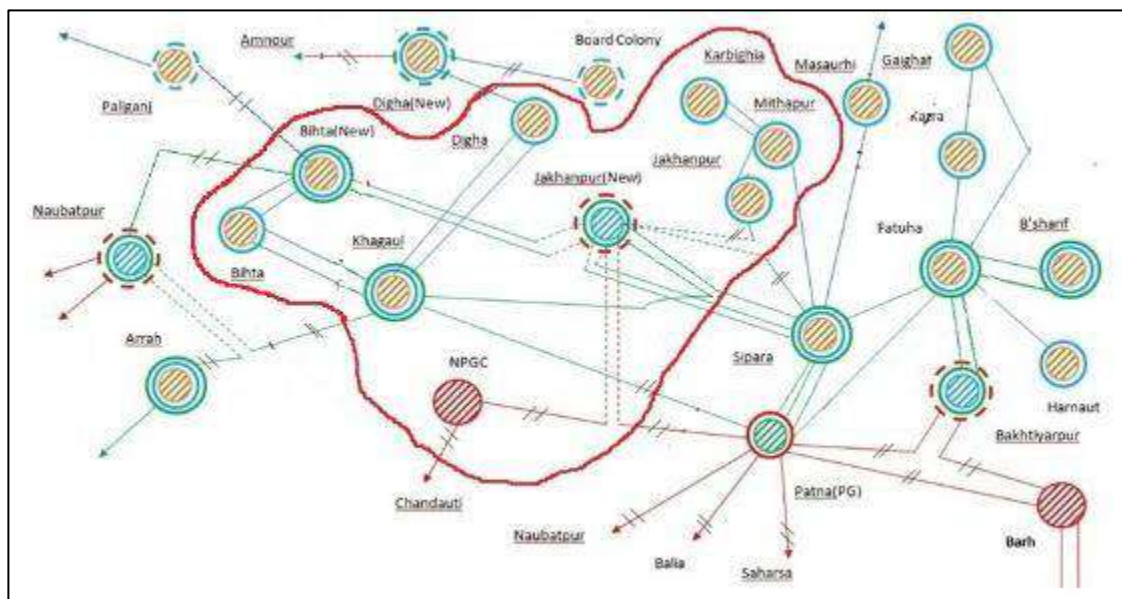 Amnour
Board Colony
Karbighia
Masaurhi
Gaighat
Paliganj
Digha(New)
Mithapur
Katra
Bihta(New)
Digha
Jakhanpur
Jakhanpur(New)
Naubatpur
Khagaul
Fatuha
B'sharif
Bihta
Arrah
NPGC
Sipara
Harnaut
Bakhtiyarpur
Chandauti
Patna(PG)
Naubatpur
Balia
Saharsa
Barh